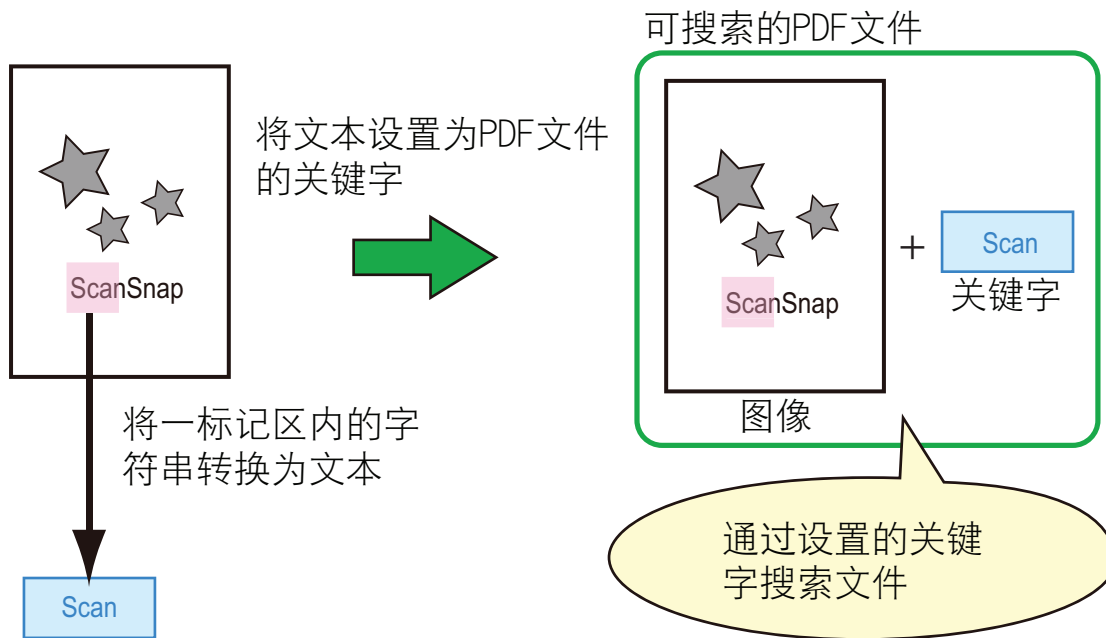 可搜索的PDF文件
将文本设置为PDF文件
的关键字
ScanSnap
ScanSnap
+
Scan
关键字
图像
将一标记区内的字
符串转换为文本
通过设置的关键
字搜索文件
Scan